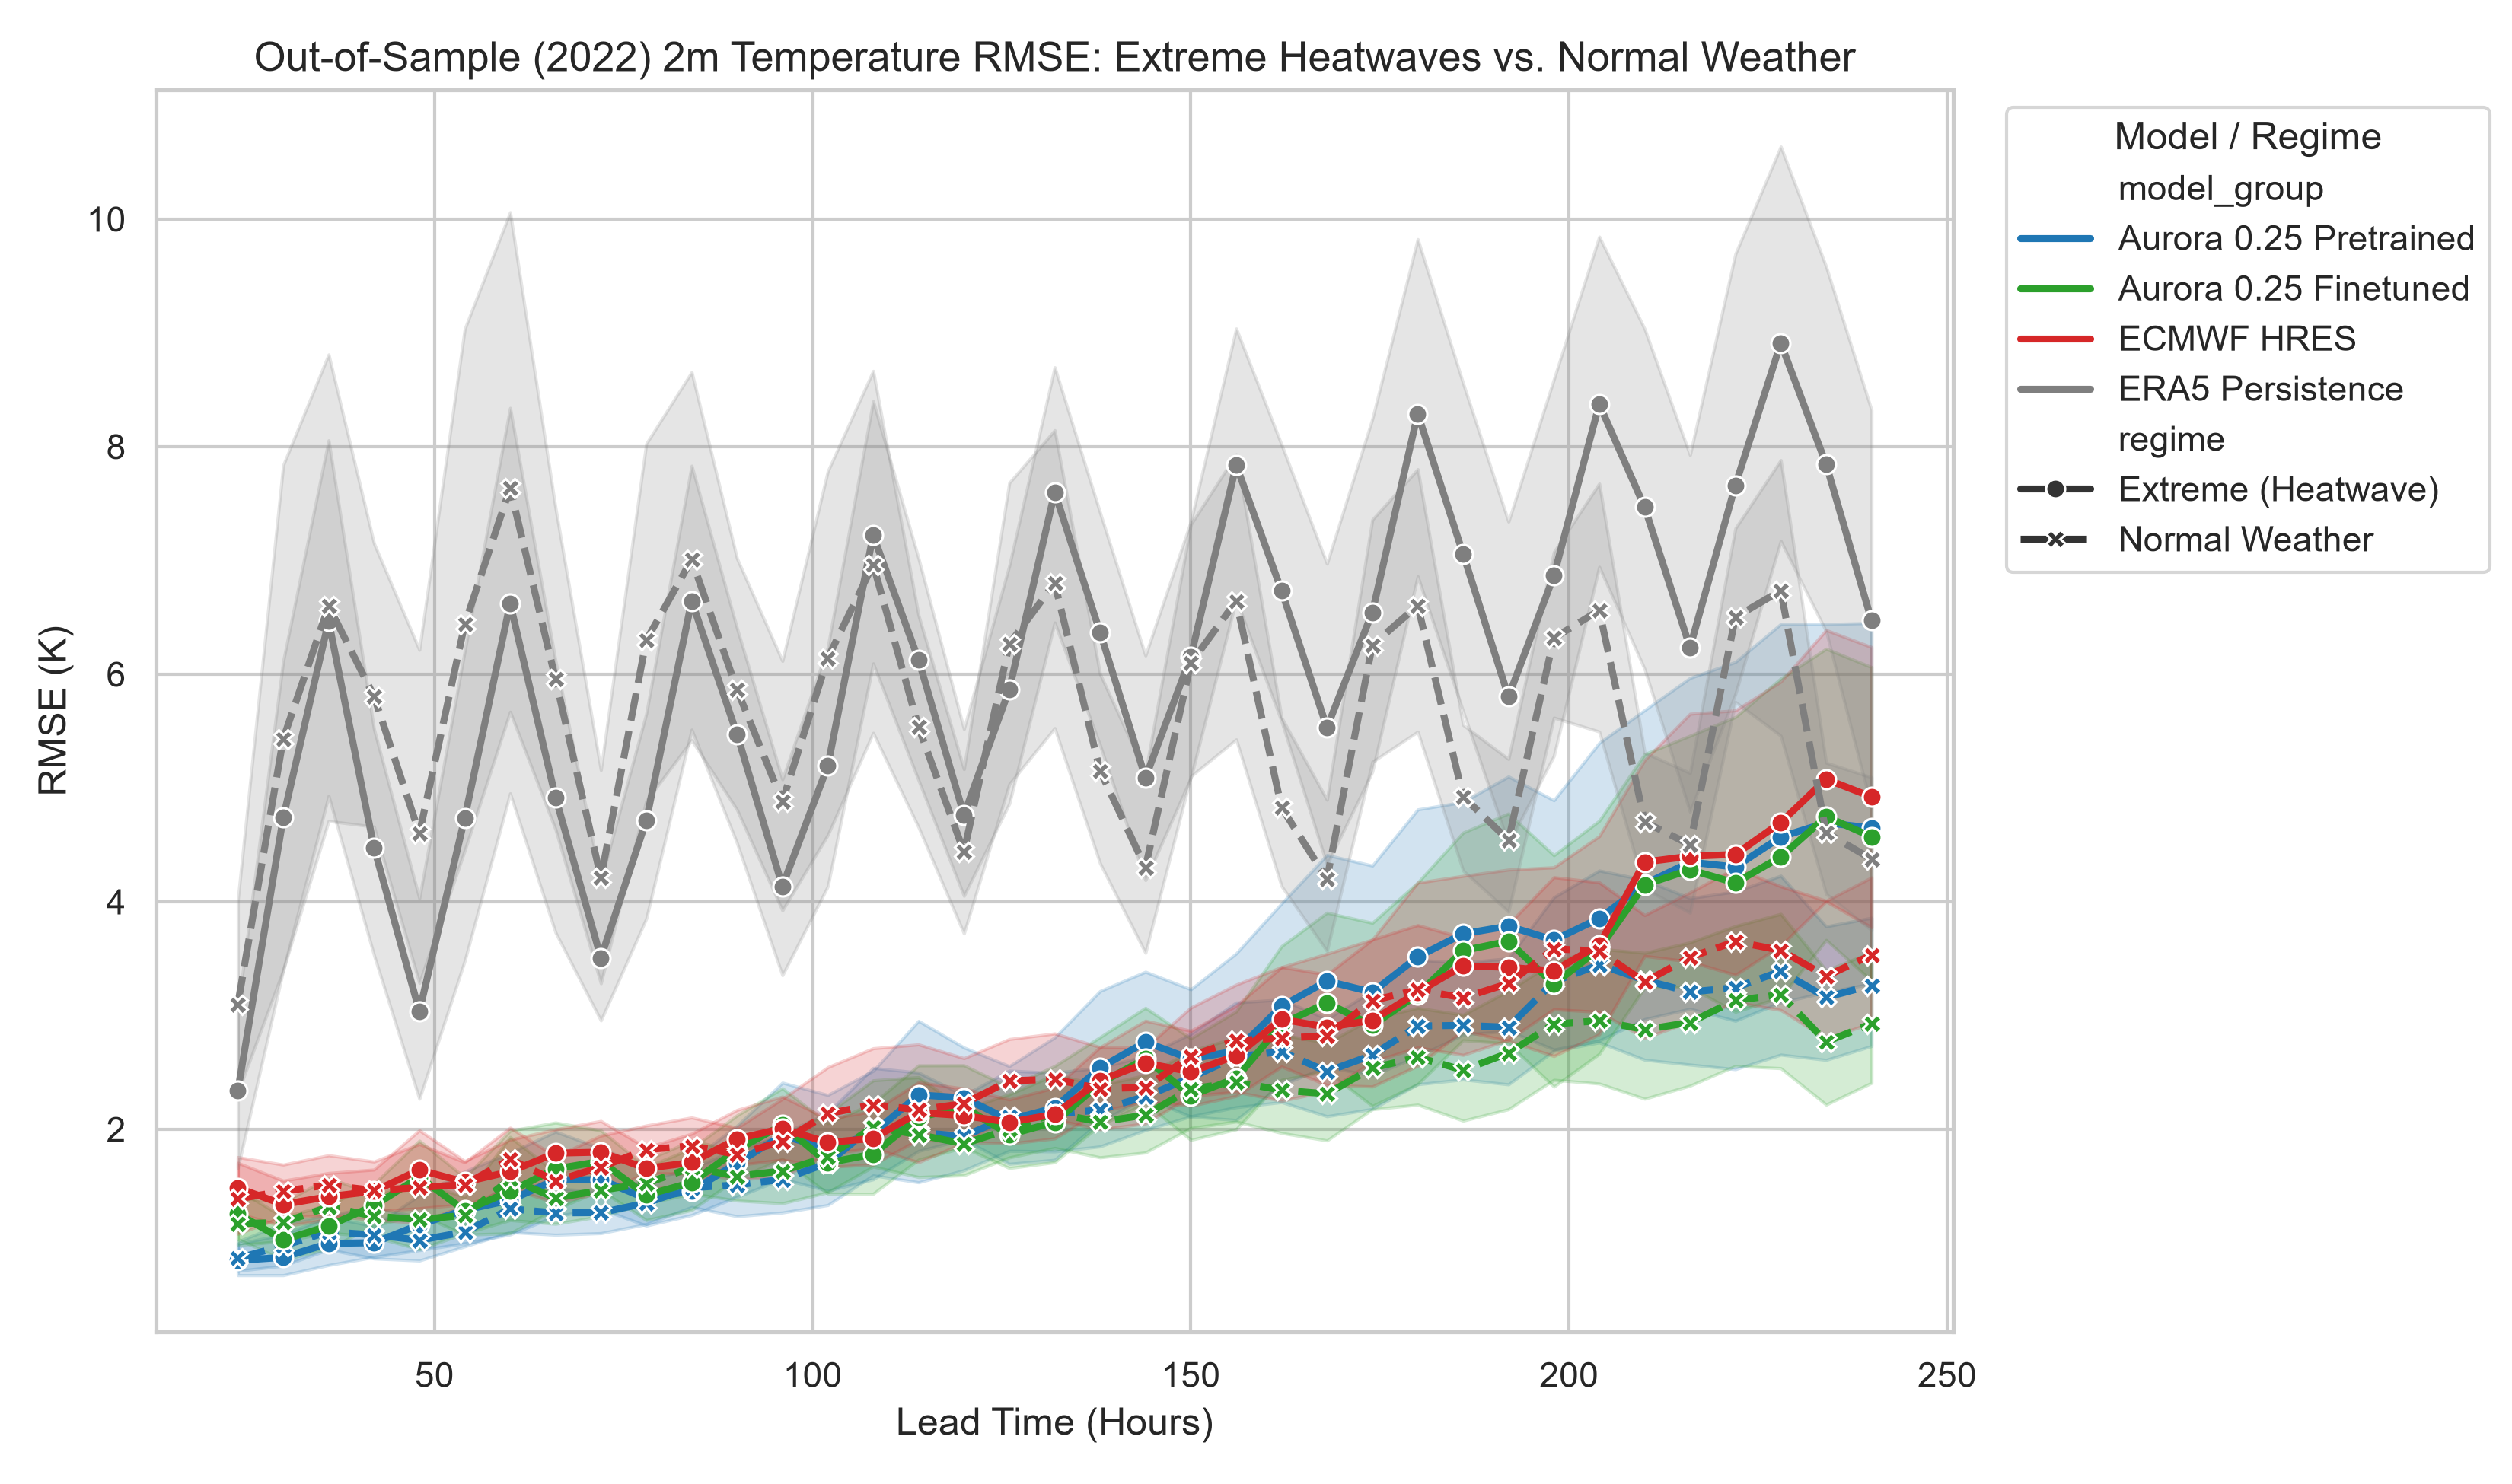 Out-of-Sample (2022) 2m Temperature RMSE: Extreme Heatwaves vs. Normal Weather
RMSE (K)
10
8
6
4
2
50
100
150
200
250
Lead Time (Hours)
Model / Regime
model_group
Aurora 0.25 Pretrained
Aurora 0.25 Finetuned
ECMWF HRES
ERA5 Persistence
regime
Extreme (Heatwave)
Normal Weather